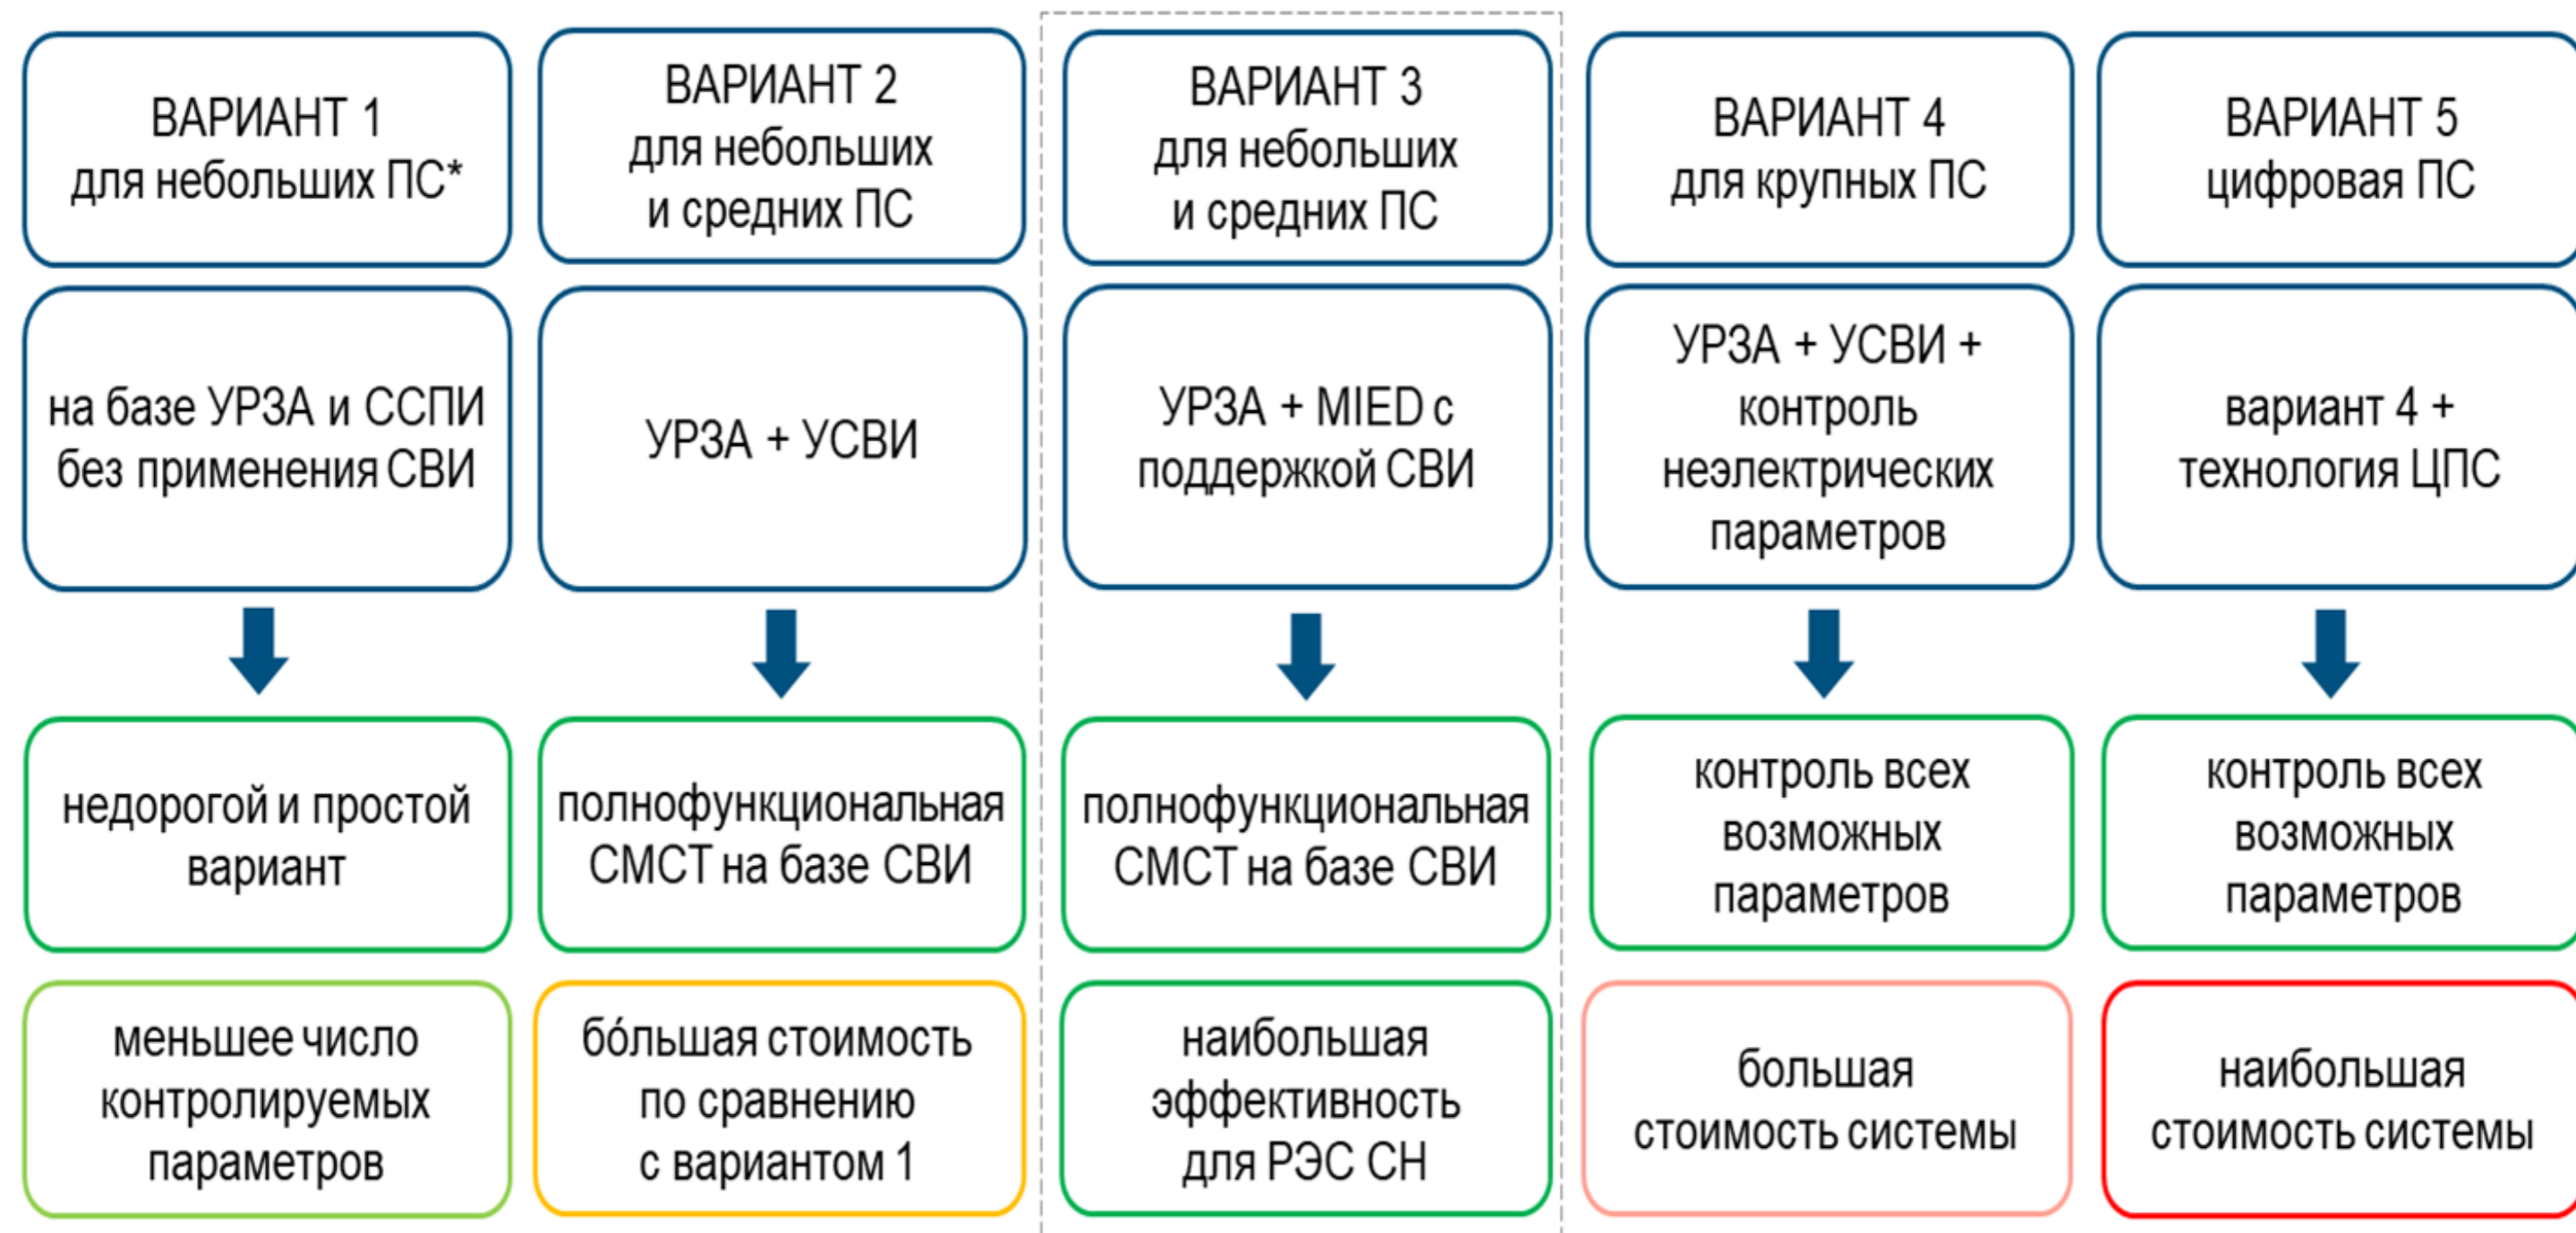 ВАРИАНТ 1
для небольших ПС*
ВАРИАНТ 2
для небольших
и средних ПС
ВАРИАНТ 3
для небольших
и средних ПС
ВАРИАНТ 4
для крупных ПС
ВАРИАНТ 5
цифровая ПС
на базе УРЗА и ССПИ
без применения СВИ
УРЗА + УСВИ
УРЗА + MIED с
поддержкой СВИ
УРЗА + УСВИ +
контроль
неэлектрических
параметров
вариант 4 +
технология ЦПС
недорогой и простой
вариант
полнофункциональная
СМСТ на базе СВИ
полнофункциональная
СМСТ на базе СВИ
контроль всех
возможных
параметров
контроль всех
возможных
параметров
меньшее число
контролируемых
параметров
бо́льшая стоимость
по сравнению
с вариантом 1
наибольшая
эффективность
для РЭС СН
большая
стоимость системы
наибольшая
стоимость системы